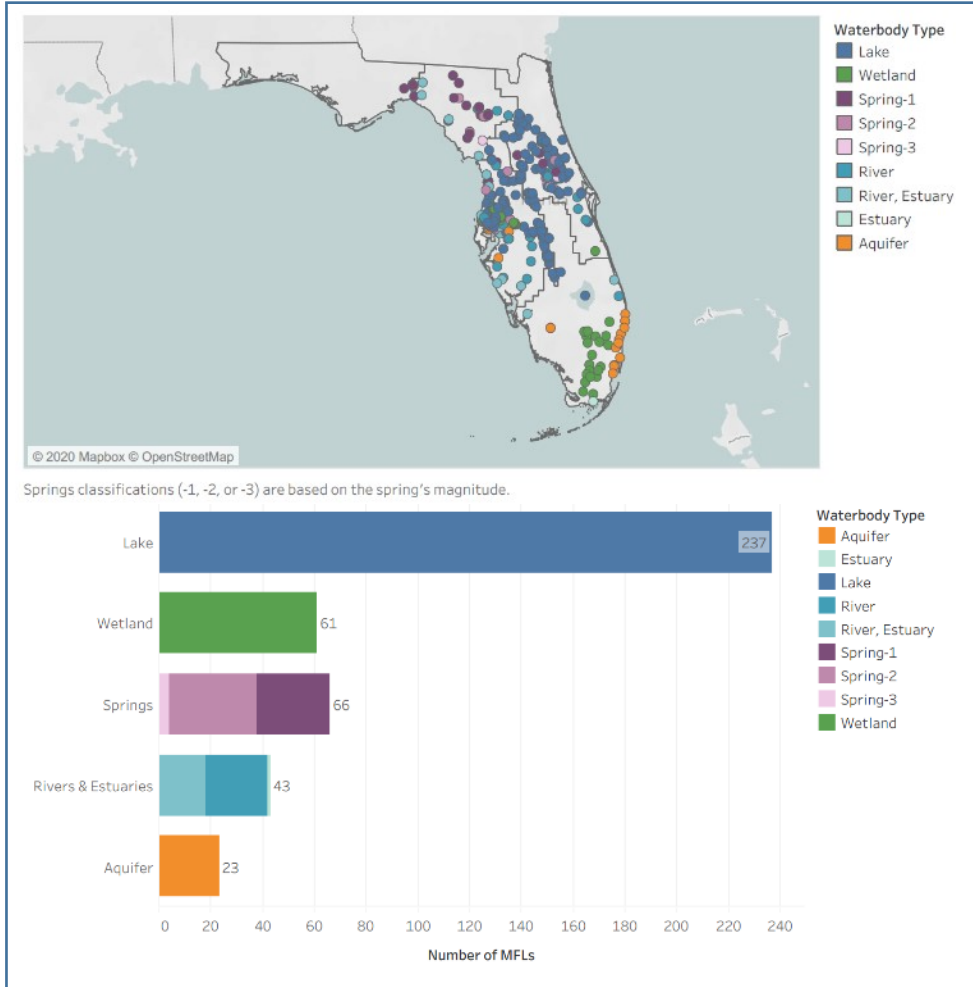 Waterbody Type
Lake
Wetland
Spring-1
Spring-2
Spring-3
River
River, Estuary
Estuary
Aquifer
© 2020 Mapbox © OpenStreetMap
Springs classifications (-1, -2, or -3) are based on the spring's magnitude.
Lake
237
Wetland
61
Springs
66
Rivers & Estuaries
43
Aquifer
23
0 20 40 60 80 100 120 140 160 180 200 220 240
Number of MFLs
Waterbody Type
Aquifer
Estuary
Lake
River
River, Estuary
Spring-1
Spring-2
Spring-3
Wetland